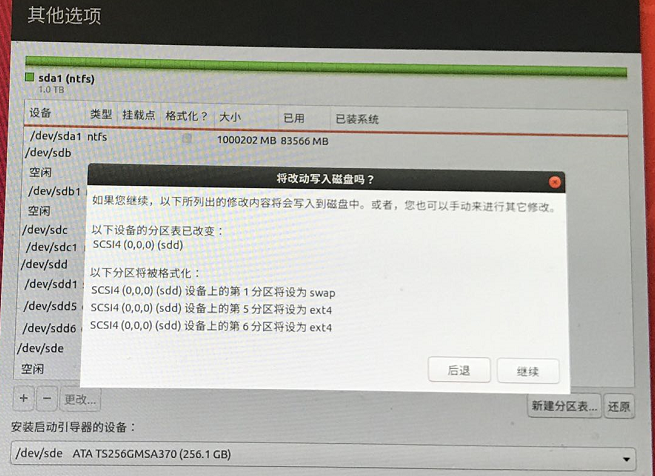 其他选项
sda1 (ntfs)
1.0 TB
设备 类型 挂载点 格式化？ 大小 已用 已装系统
/dev/sda1 ntfs 1000202 MB 83566 MB
/dev/sdb
空闲
/dev/sdb1
空闲
/dev/sdc
/dev/sdc1
/dev/sdd
/dev/sdd1
/dev/sdd5
/dev/sdd6
/dev/sde
空闲
将改动写入磁盘吗？
如果您继续，以下所列出的修改内容将会写入到磁盘中。或者，您也可以手动来进行其它修改。
以下设备的分区表已改变：
SCSI4 (0,0,0) (sdd)
以下分区将被格式化：
SCSI4 (0,0,0) (sdd) 设备上的第 1 分区将设为 swap
SCSI4 (0,0,0) (sdd) 设备上的第 5 分区将设为 ext4
SCSI4 (0,0,0) (sdd) 设备上的第 6 分区将设为 ext4
后退 继续
+ − 更改... 新建分区表... 还原
安装启动引导器的设备：
/dev/sde ATA TS256GMSA370 (256.1 GB)